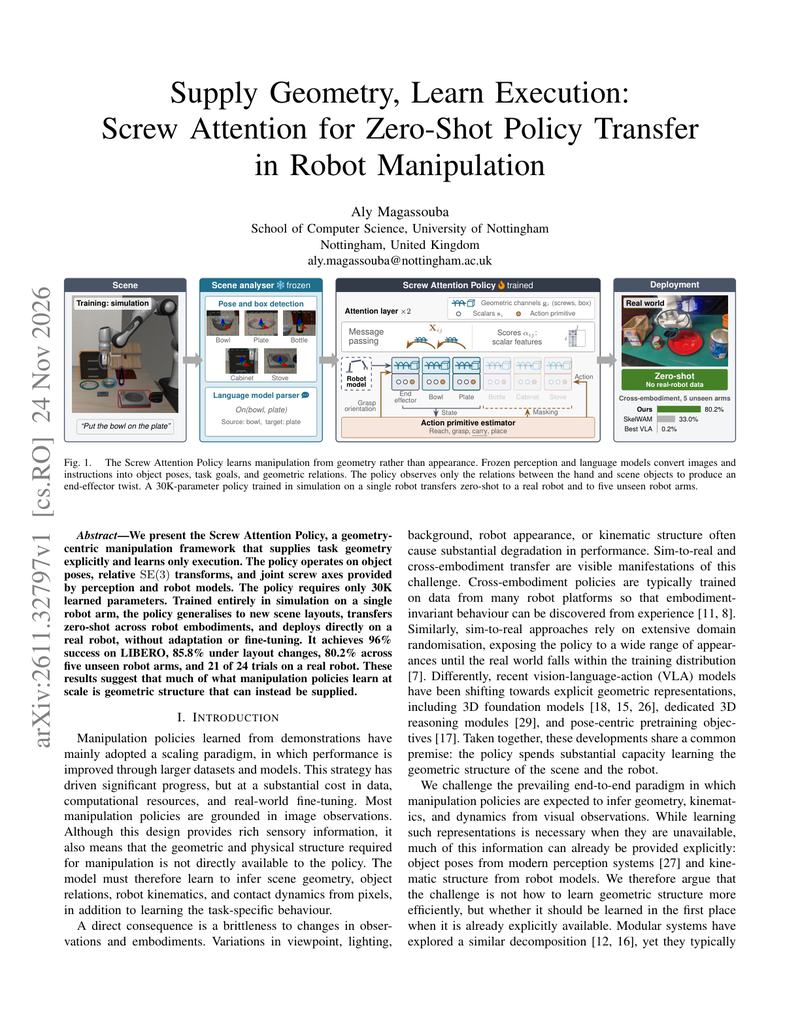 Supply Geometry, Learn Execution:
Screw Attention for Zero-Shot Policy Transfer
in Robot Manipulation
Aly Magassouba
School of Computer Science, University of Nottingham
Nottingham, United Kingdom
aly.magassouba@nottingham.ac.uk
arXiv:2611.32797v1 [cs.RO] 24 Nov 2026
Scene
Training: simulation
"Put the bowl on the plate"
Scene analyser frozen
Pose and box detection
Bowl Plate Bottle
Cabinet Stove
Language model parser
On(bowl, plate)
Source: bowl, target: plate
Screw Attention Policy trained
Attention layer ×2
Geometric channels gᵢ (screws, box)
Scalars sᵢ Action primitive
Message
passing
Xᵢⱼ
Scores αᵢⱼ:
scalar features
Robot
model
Grasp
orientation
End
effector
Bowl Plate Bottle Cabinet Stove
Action
State
Masking
Action primitive estimator
Reach, grasp, carry, place
Deployment
Real world
Zero-shot
No real-robot data
Cross-embodiment, 5 unseen arms
Ours 80.2%
SkelWAM 33.0%
Best VLA 0.2%
Fig. 1. The Screw Attention Policy learns manipulation from geometry rather than appearance. Frozen perception and language models convert images and
instructions into object poses, task goals, and geometric relations. The policy observes only the relations between the hand and scene objects to produce an
end-effector twist. A 30K-parameter policy trained in simulation on a single robot transfers zero-shot to a real robot and to five unseen robot arms.
Abstract—We present the Screw Attention Policy, a geometry-
centric manipulation framework that supplies task geometry
explicitly and learns only execution. The policy operates on object
poses, relative SE(3) transforms, and joint screw axes provided
by perception and robot models. The policy requires only 30K
learned parameters. Trained entirely in simulation on a single
robot arm, the policy generalises to new scene layouts, transfers
zero-shot across robot embodiments, and deploys directly on a
real robot, without adaptation or fine-tuning. It achieves 96%
success on LIBERO, 85.8% under layout changes, 80.2% across
five unseen robot arms, and 21 of 24 trials on a real robot. These
results suggest that much of what manipulation policies learn at
scale is geometric structure that can instead be supplied.
I. INTRODUCTION
Manipulation policies learned from demonstrations have
mainly adopted a scaling paradigm, in which performance is
improved through larger datasets and models. This strategy has
driven significant progress, but at a substantial cost in data,
computational resources, and real-world fine-tuning. Most
manipulation policies are grounded in image observations.
Although this design provides rich sensory information, it
also means that the geometric and physical structure required
for manipulation is not directly available to the policy. The
model must therefore learn to infer scene geometry, object
relations, robot kinematics, and contact dynamics from pixels,
in addition to learning the task-specific behaviour.
A direct consequence is a brittleness to changes in obser-
vations and embodiments. Variations in viewpoint, lighting,
background, robot appearance, or kinematic structure often
cause substantial degradation in performance. Sim-to-real and
cross-embodiment transfer are visible manifestations of this
challenge. Cross-embodiment policies are typically trained
on data from many robot platforms so that embodiment-
invariant behaviour can be discovered from experience [11, 8].
Similarly, sim-to-real approaches rely on extensive domain
randomisation, exposing the policy to a wide range of appear-
ances until the real world falls within the training distribution
[7]. Differently, recent vision-language-action (VLA) models
have been shifting towards explicit geometric representations,
including 3D foundation models [18, 15, 26], dedicated 3D
reasoning modules [29], and pose-centric pretraining objec-
tives [17]. Taken together, these developments share a common
premise: the policy spends substantial capacity learning the
geometric structure of the scene and the robot.
We challenge the prevailing end-to-end paradigm in which
manipulation policies are expected to infer geometry, kinemat-
ics, and dynamics from visual observations. While learning
such representations is necessary when they are unavailable,
much of this information can already be provided explicitly:
object poses from modern perception systems [27] and kine-
matic structure from robot models. We therefore argue that
the challenge is not how to learn geometric structure more
efficiently, but whether it should be learned in the first place
when it is already explicitly available. Modular systems have
explored a similar decomposition [12, 16], yet they typically